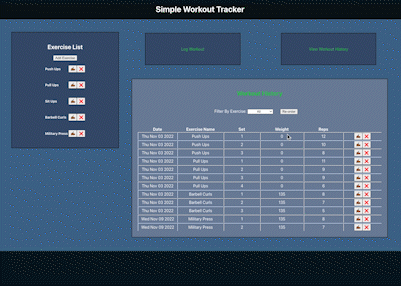 Simple Workout Tracker
Exercise List
Add Exercise
Push Ups
Pull Ups
Sit Ups
Barbell Curls
Military Press
Log Workout
View Workout History
Workout History
Filter By Exercise
All
Date Exercise Name Set Weight Reps
Thu Nov 03 2022 Push Ups 1 0 12
Thu Nov 03 2022 Push Ups 2 0 10
Thu Nov 03 2022 Push Ups 3 0 8
Thu Nov 03 2022 Pull Ups 1 0 11
Thu Nov 03 2022 Pull Ups 2 0 9
Thu Nov 03 2022 Pull Ups 3 0 9
Thu Nov 03 2022 Pull Ups 4 0 8
Thu Nov 03 2022 Barbell Curls 1 135 8
Thu Nov 03 2022 Barbell Curls 2 135 7
Thu Nov 03 2022 Barbell Curls 3 135 5
Wed Nov 09 2022 Military Press 1 135 8
Wed Nov 09 2022 Military Press 2 135 7